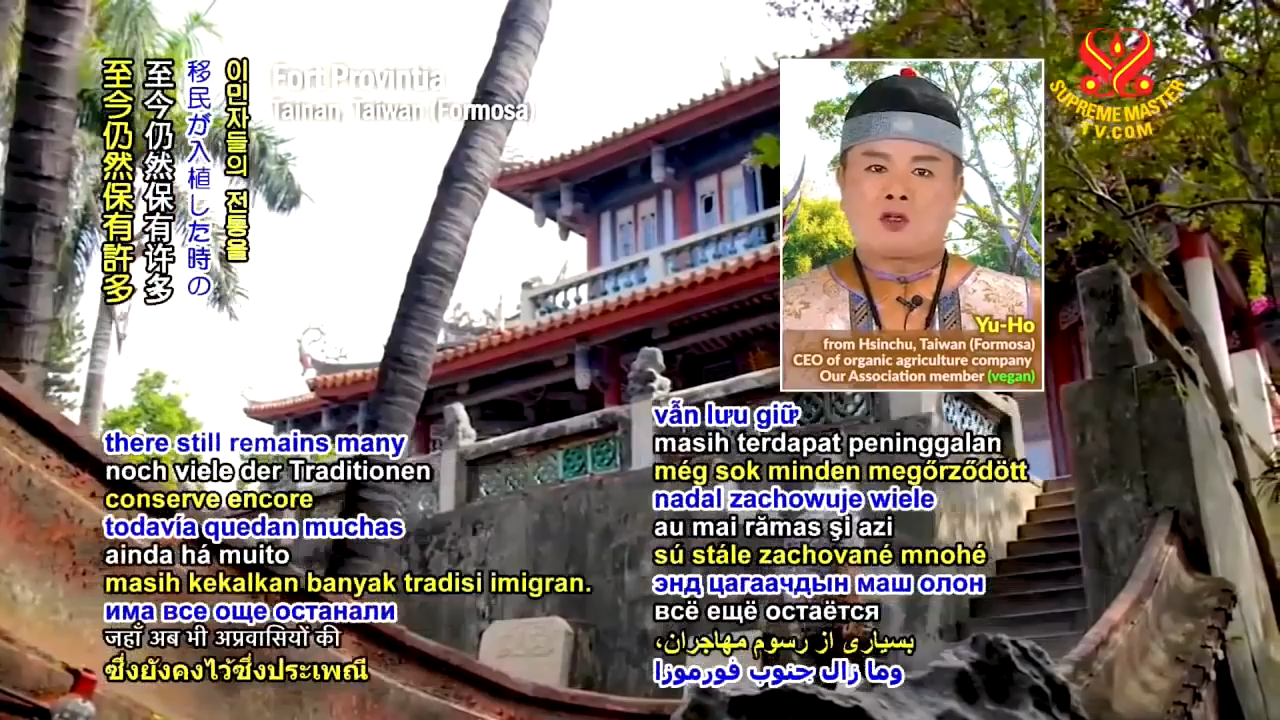 Fort Provintia
Tainan, Taiwan (Formosa)
SUPREME MASTER
TV.COM
이민자들의 전통을
移民が入植した時の
至今仍然保有许多
至今仍然保有許多
Yu-Ho
from Hsinchu, Taiwan (Formosa)
CEO of organic agriculture company
Our Association member (vegan)
there still remains many
noch viele der Traditionen
conserve encore
todavía quedan muchas
ainda há muito
masih kekalkan banyak tradisi imigran.
има все още останали
जहाँ अब भी अप्रवासियों की
ซึ่งยังคงไว้ซึ่งประเพณี
vẫn lưu giữ
masih terdapat peninggalan
még sok minden megőrződött
nadal zachowuje wiele
au mai rămas şi azi
sú stále zachované mnohé
энд цагаачдын маш олон
всё ещё остаётся
بسیاری از رسوم مهاجران،
وما زال جنوب فورموزا